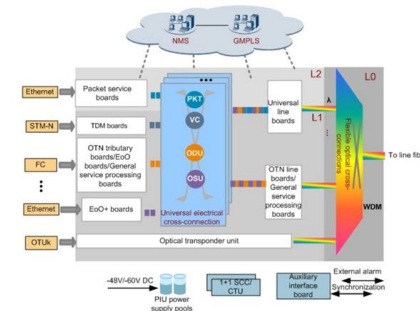 NMS
GMPLS
L2
L0
Ethernet
Packet service
boards
PKT
Universal
line
boards
λ
L1
STM-N
TDM boards
VC
FC
OTN tributary
boards/EoO
boards/General
service processing
boards
ODU
Flexible optical cross-
connections
To line fib
OSU
OTN line
boards/
General
service
processing
boards
Ethernet
EoO+ boards
Universal electrical
cross-connection
WDM
OTUk
Optical transponder unit
-48V/-60V DC
PIU power
supply pools
1+1 SCC/
CTU
Auxiliary
interface
board
External alarm
Synchronization